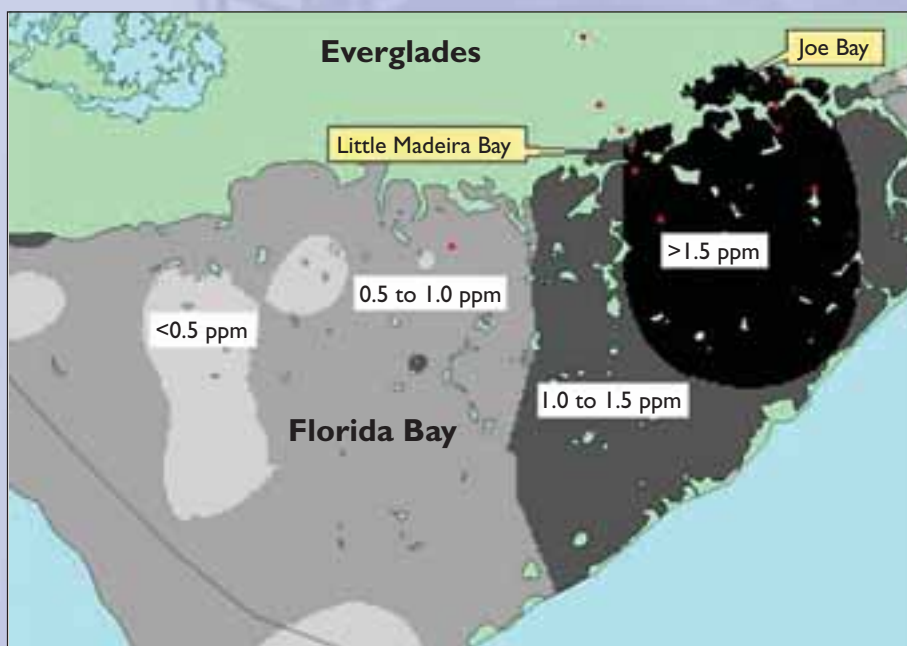 Everglades
Joe Bay
Little Madeira Bay
>1.5 ppm
0.5 to 1.0 ppm
<0.5 ppm
1.0 to 1.5 ppm
Florida Bay